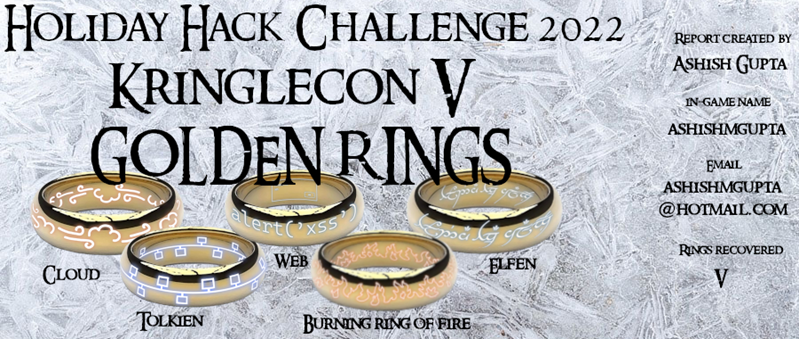 Holiday Hack Challenge 2022
Kringlecon V
Golden Rings
Report created by
Ashish Gupta
in-game name
ashishmgupta
Email
ashishmgupta
@hotmail.com
Rings recovered
V
alert('xss')
Cloud
Web
Elfen
Tolkien
Burning ring of fire